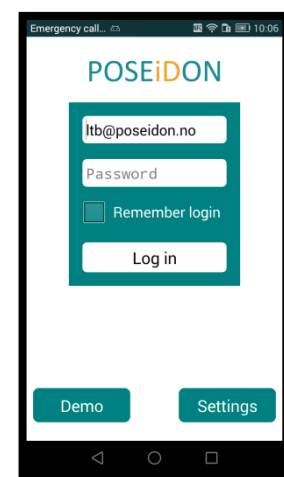 Emergency call... 10:06
POSEiDON
ltb@poseidon.no
Password
Remember login
Log in
Demo
Settings